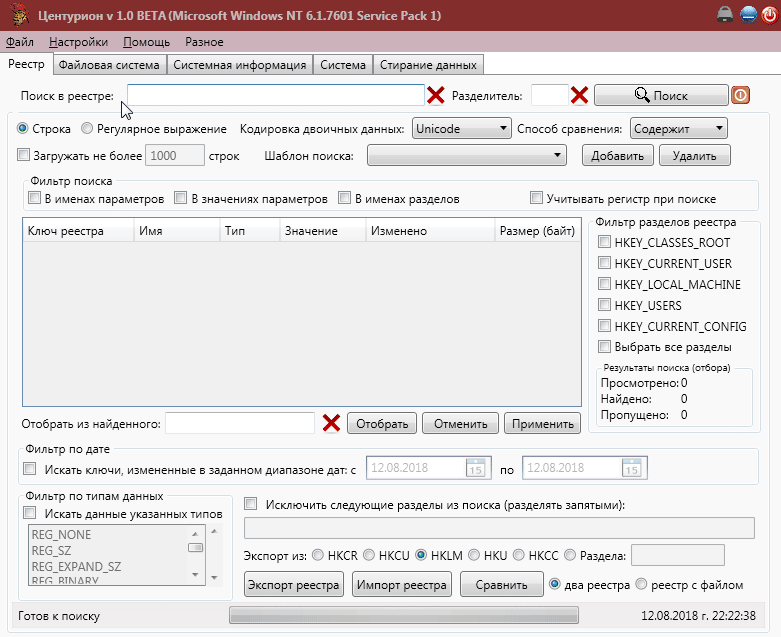 Центурион v 1.0 BETA (Microsoft Windows NT 6.1.7601 Service Pack 1)
Файл Настройки Помощь Разное
Реестр Файловая система Системная информация Система Стирание данных
Поиск в реестре: Разделитель: Поиск
Строка Регулярное выражение Кодировка двоичных данных: Unicode Способ сравнения: Содержит
Загружать не более 1000 строк Шаблон поиска: Добавить Удалить
Фильтр поиска
В именах параметров В значениях параметров В именах разделов Учитывать регистр при поиске
Ключ реестра Имя Тип Значение Изменено Размер (байт)
Фильтр разделов реестра
HKEY_CLASSES_ROOT
HKEY_CURRENT_USER
HKEY_LOCAL_MACHINE
HKEY_USERS
HKEY_CURRENT_CONFIG
Выбрать все разделы
Результаты поиска (отбора)
Просмотрено: 0
Найдено: 0
Пропущено: 0
Отобрать из найденного: Отобрать Отменить Применить
Фильтр по дате
Искать ключи, измененные в заданном диапазоне дат: с 12.08.2018 15 по 12.08.2018 15
Фильтр по типам данных
Искать данные указанных типов
REG_NONE
REG_SZ
REG_EXPAND_SZ
REG_BINARY
Исключить следующие разделы из поиска (разделять запятыми):
Экспорт из: HKCR HKCU HKLM HKU HKCC Раздела:
Экспорт реестра Импорт реестра Сравнить два реестра реестр с файлом
Готов к поиску 12.08.2018 г. 22:22:38